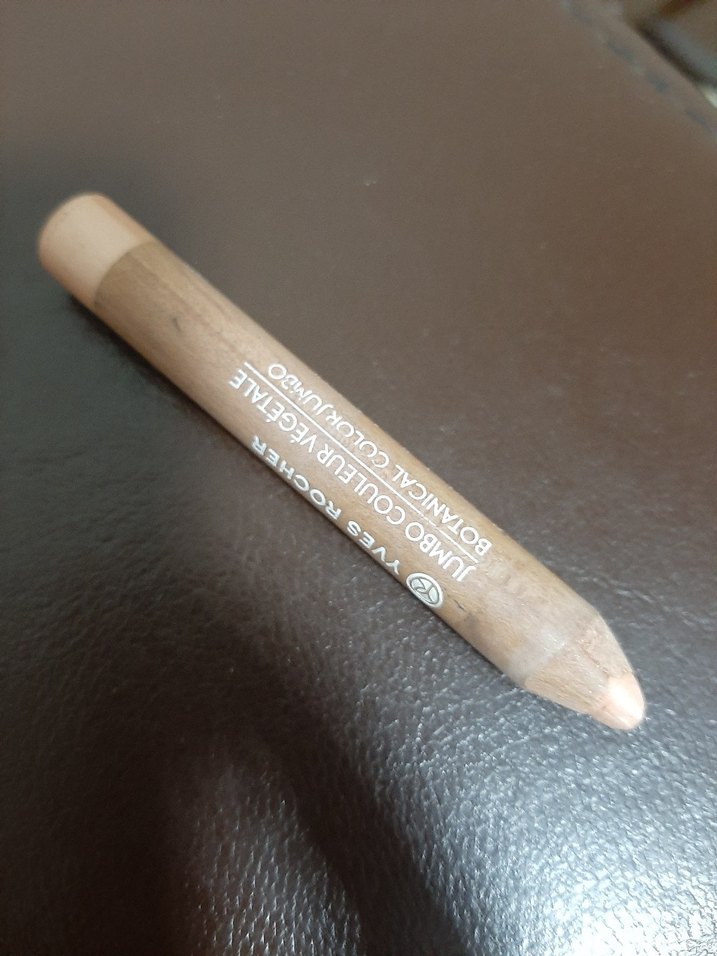 YVES ROCHER
JUMBO COULEUR VÉGÉTALE
BOTANICAL COLOR JUMBO